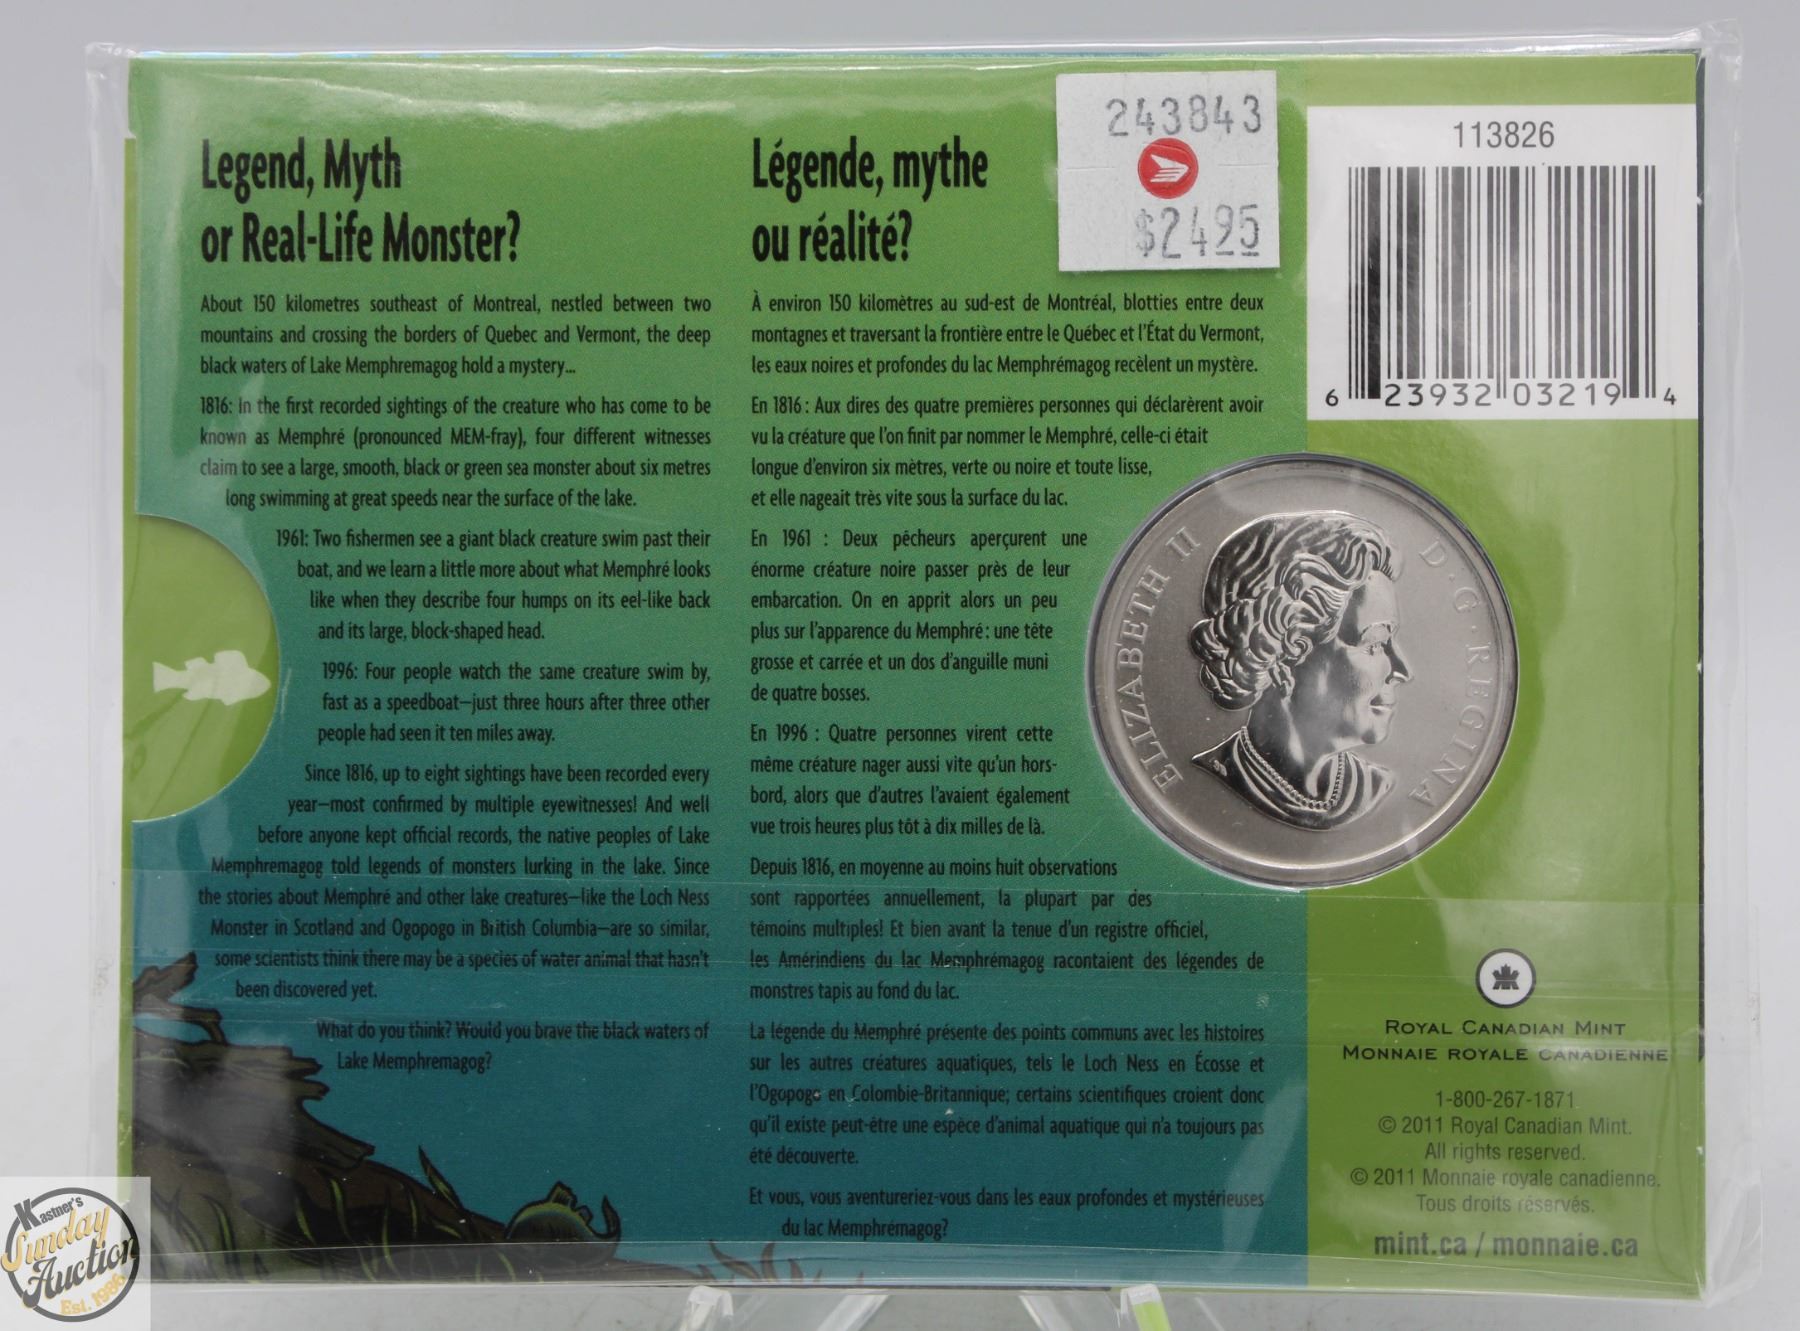 Legend, Myth
or Real-Life Monster?
About 150 kilometres southeast of Montreal, nestled between two
mountains and crossing the borders of Quebec and Vermont, the deep
black waters of Lake Memphremagog hold a mystery...
1816: In the first recorded sightings of the creature who has come to be
known as Memphré (pronounced MEM-fray), four different witnesses
claim to see a large, smooth, black or green sea monster about six metres
long swimming at great speeds near the surface of the lake.
1961: Two fishermen see a giant black creature swim past their
boat, and we learn a little more about what Memphré looks
like when they describe four humps on its eel-like back
and its large, block-shaped head.
1996: Four people watch the same creature swim by,
fast as a speedboat—just three hours after three other
people had seen it ten miles away.
Since 1816, up to eight sightings have been recorded every
year—most confirmed by multiple eyewitnesses! And well
before anyone kept official records, the native peoples of Lake
Memphremagog told legends of monsters lurking in the lake. Since
the stories about Memphré and other lake creatures—like the Loch Ness
Monster in Scotland and Ogopogo in British Columbia—are so similar,
some scientists think there may be a species of water animal that hasn't
been discovered yet.
What do you think? Would you brave the black waters of
Lake Memphremagog?
Légende, mythe
ou réalité?
À environ 150 kilomètres au sud-est de Montréal, blotties entre deux
montagnes et traversant la frontière entre le Québec et l'État du Vermont,
les eaux noires et profondes du lac Memphrémagog recèlent un mystère.
En 1816 : Aux dires des quatre premières personnes qui déclarèrent avoir
vu la créature que l'on finit par nommer le Memphré, celle-ci était
longue d'environ six mètres, verte ou noire et toute lisse,
et elle nageait très vite sous la surface du lac.
En 1961 : Deux pêcheurs aperçurent une
énorme créature noire passer près de leur
embarcation. On en apprit alors un peu
plus sur l'apparence du Memphré : une tête
grosse et carrée et un dos d'anguille muni
de quatre bosses.
En 1996 : Quatre personnes virent cette
même créature nager aussi vite qu'un hors-
bord, alors que d'autres l'avaient également
vue trois heures plus tôt à dix milles de là.
Depuis 1816, en moyenne au moins huit observations
sont rapportées annuellement, la plupart par des
témoins multiples! Et bien avant la tenue d'un registre officiel,
les Amérindiens du lac Memphrémagog racontaient des légendes de
monstres tapis au fond du lac.
La légende du Memphré présente des points communs avec les histoires
sur les autres créatures aquatiques, tels le Loch Ness en Écosse et
l'Ogopogo en Colombie-Britannique; certains scientifiques croient donc
qu'il existe peut-être une espèce d'animal aquatique qui n'a toujours pas
été découverte.
Et vous, vous aventureriez-vous dans les eaux profondes et mystérieuses
du lac Memphrémagog?
243843
$24.95
113826
6 23932 03219 4
ELIZABETH II D·G·REGINA
ROYAL CANADIAN MINT
MONNAIE ROYALE CANADIENNE
1-800-267-1871
© 2011 Royal Canadian Mint.
All rights reserved.
© 2011 Monnaie royale canadienne.
Tous droits réservés.
mint.ca / monnaie.ca
Kastner's
Sunday
Auction
Est. 1986